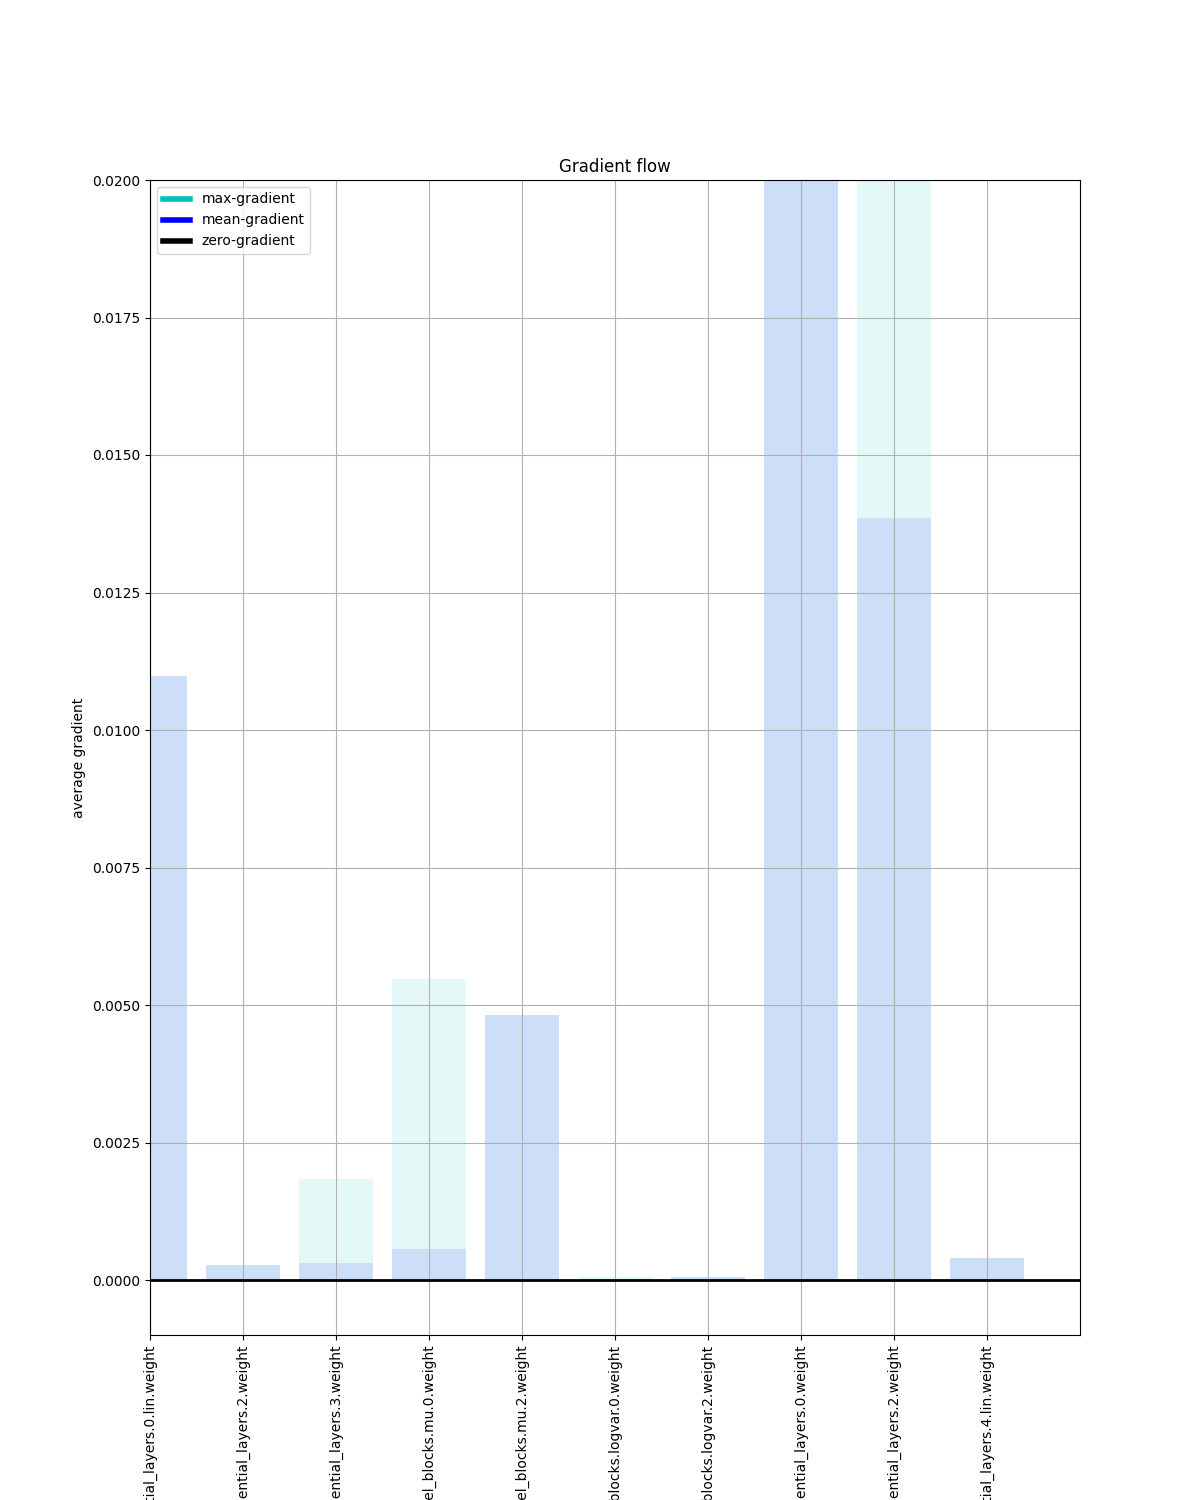 Gradient flow
max-gradient
mean-gradient
zero-gradient
0.0200
0.0175
0.0150
0.0125
0.0100
0.0075
0.0050
0.0025
0.0000
average gradient
tial_layers.0.lin.weight
ential_layers.2.weight
ential_layers.3.weight
el_blocks.mu.0.weight
el_blocks.mu.2.weight
blocks.logvar.0.weight
blocks.logvar.2.weight
ential_layers.0.weight
ential_layers.2.weight
tial_layers.4.lin.weight